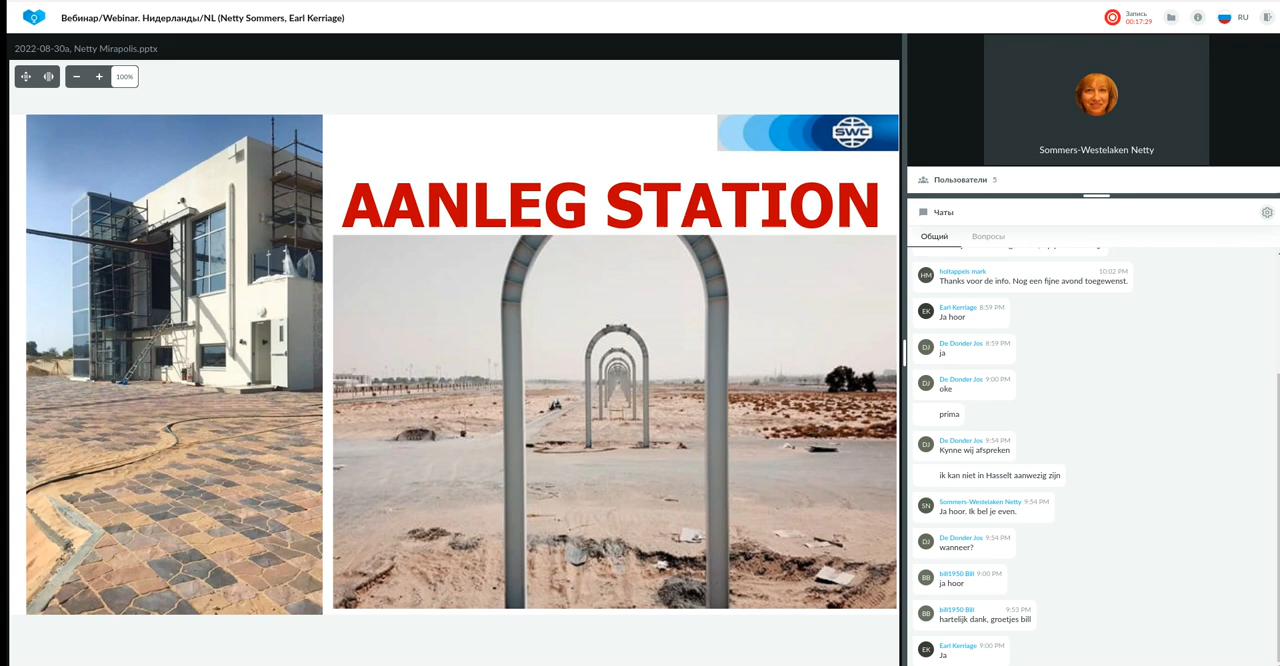 Вебинар/Webinar. Нидерланды/NL (Netty Sommers, Earl Kerriage)
Запись
00:17:29
RU
2022-08-30a, Netty Mirapolis.pptx
100%
SWC
AANLEG STATION
Sommers-Westelaken Netty
Пользователи 5
Чаты
Общий Вопросы
HM
holtappels mark 10:02 PM
Thanks voor de info. Nog een fijne avond toegewenst.
EK
Earl Kerriage 8:59 PM
Ja hoor
DJ
De Donder Jos 8:59 PM
ja
DJ
De Donder Jos 9:00 PM
oke
prima
DJ
De Donder Jos 9:54 PM
Kynne wij afspreken
ik kan niet in Hasselt aanwezig zijn
SN
Sommers-Westelaken Netty 9:54 PM
Ja hoor. Ik bel je even.
DJ
De Donder Jos 9:54 PM
wanneer?
BB
bill1950 Bill 9:00 PM
ja hoor
BB
bill1950 Bill 9:53 PM
hartelijk dank, groetjes bill
EK
Earl Kerriage 9:00 PM
Ja